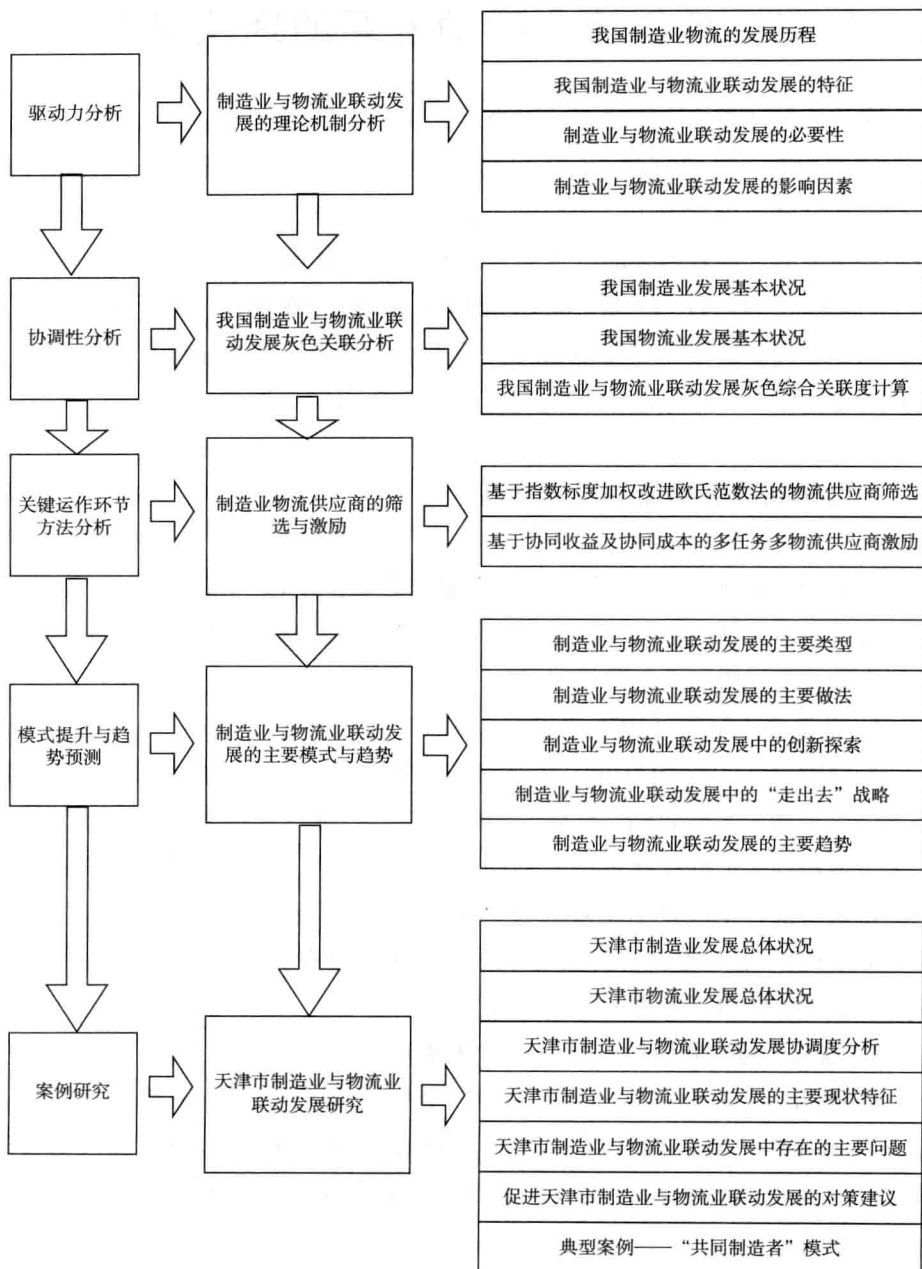 驱动力分析
制造业与物流业联动发
展的理论机制分析
我国制造业物流的发展历程
我国制造业与物流业联动发展的特征
制造业与物流业联动发展的必要性
制造业与物流业联动发展的影响因素
协调性分析
我国制造业与物流业联
动发展灰色关联分析
我国制造业发展基本状况
我国物流业发展基本状况
我国制造业与物流业联动发展灰色综合关联度计算
关键运作环节
方法分析
制造业物流供应商的筛
选与激励
基于指数标度加权改进欧氏范数法的物流供应商筛选
基于协同收益及协同成本的多任务多物流供应商激励
模式提升与趋
势预测
制造业与物流业联动发
展的主要模式与趋势
制造业与物流业联动发展的主要类型
制造业与物流业联动发展的主要做法
制造业与物流业联动发展中的创新探索
制造业与物流业联动发展中的“走出去”战略
制造业与物流业联动发展的主要趋势
案例研究
天津市制造业与物流业
联动发展研究
天津市制造业发展总体状况
天津市物流业发展总体状况
天津市制造业与物流业联动发展协调度分析
天津市制造业与物流业联动发展的主要现状特征
天津市制造业与物流业联动发展中存在的主要问题
促进天津市制造业与物流业联动发展的对策建议
典型案例——“共同制造者”模式